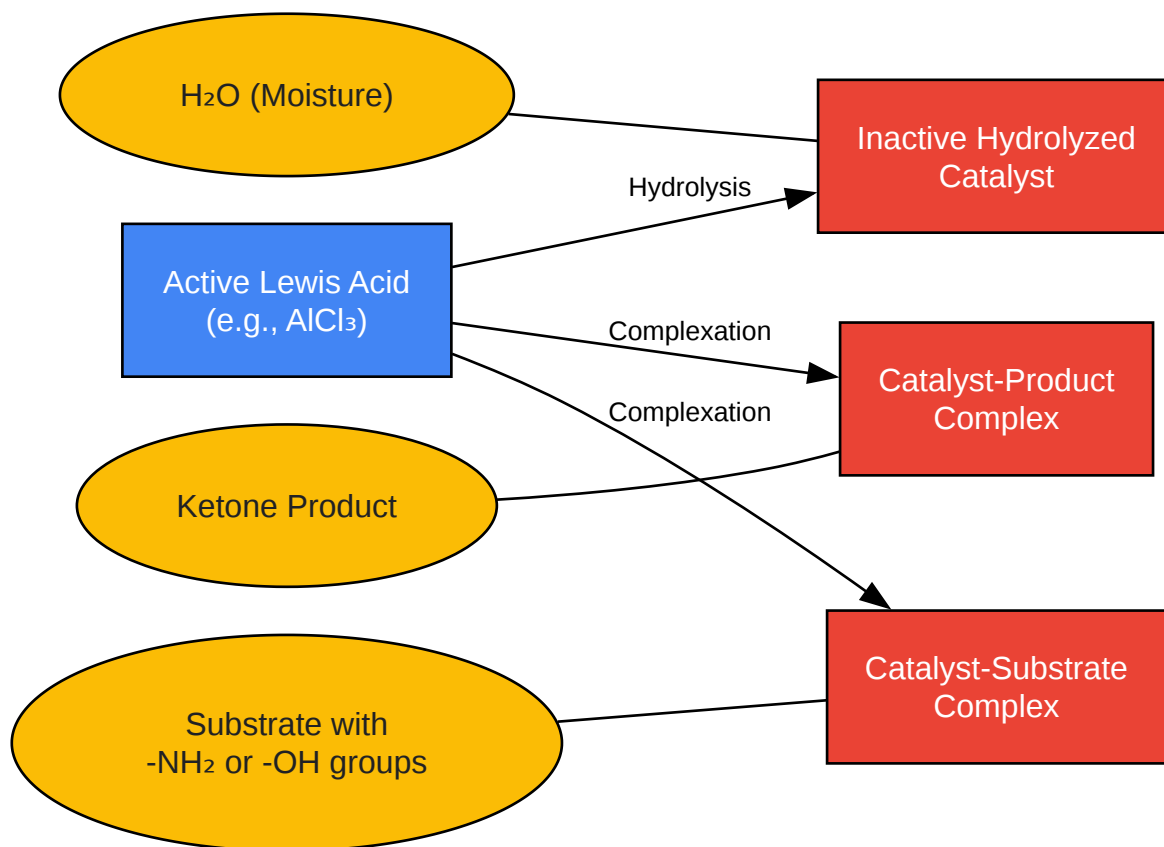 H₂O (Moisture)
Inactive Hydrolyzed
Catalyst
Hydrolysis
Active Lewis Acid
(e.g., AlCl₃)
Complexation
Catalyst-Product
Complex
Complexation
Ketone Product
Catalyst-Substrate
Complex
Substrate with
-NH₂ or -OH groups